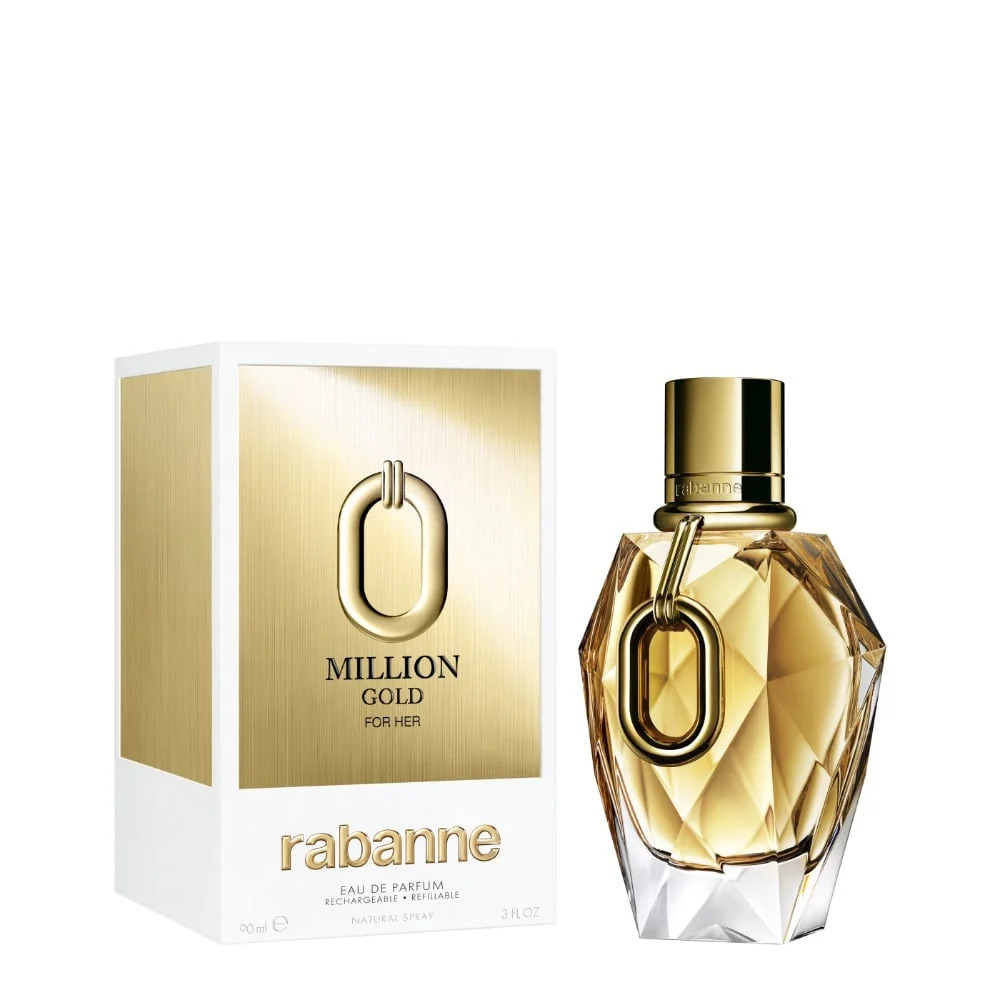 MILLION
GOLD
FOR HER
rabanne
EAU DE PARFUM
RECHARGEABLE • REFILLABLE
NATURAL SPRAY
90 ml ℮
3 FL OZ
rabanne